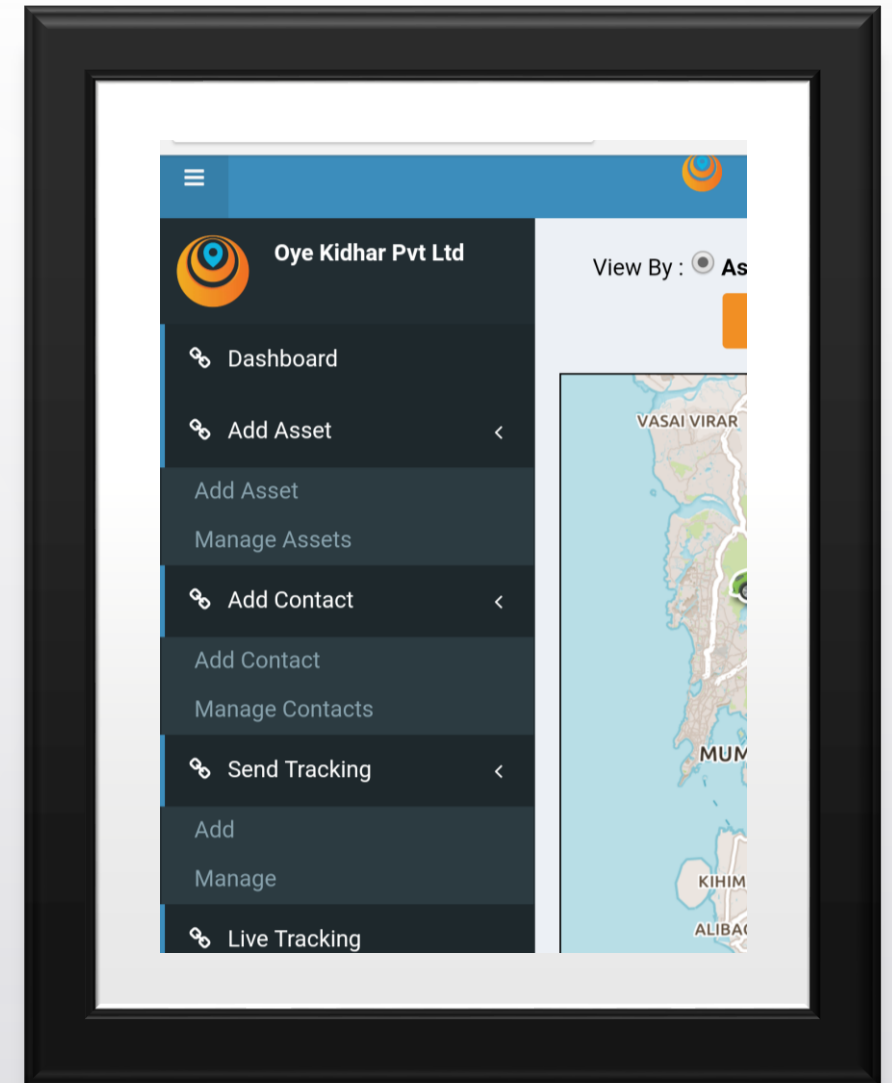 Oye Kidhar Pvt Ltd
Dashboard
Add Asset
Add Asset
Manage Assets
Add Contact
Add Contact
Manage Contacts
Send Tracking
Add
Manage
Live Tracking
View By :
VASAI VIRAR